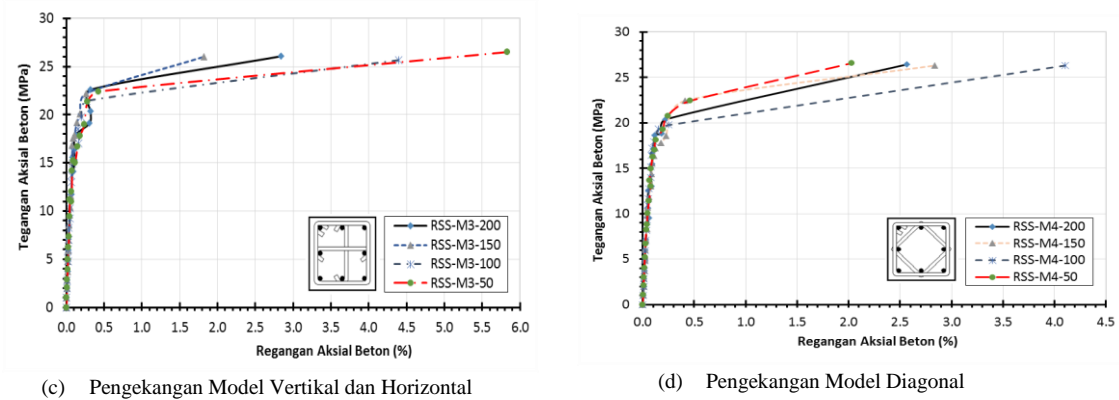 30
25
20
15
10
5
0
Tegangan Aksial Beton (MPa)
0.0 0.5 1.0 1.5 2.0 2.5 3.0 3.5 4.0 4.5 5.0 5.5 6.0
Regangan Aksial Beton (%)
RSS-M3-200
RSS-M3-150
RSS-M3-100
RSS-M3-50
(c) Pengekangan Model Vertikal dan Horizontal
30
25
20
15
10
5
0
Tegangan Aksial Beton (MPa)
0.0 0.5 1.0 1.5 2.0 2.5 3.0 3.5 4.0 4.5
Regangan Aksial Beton (%)
RSS-M4-200
RSS-M4-150
RSS-M4-100
RSS-M4-50
(d) Pengekangan Model Diagonal